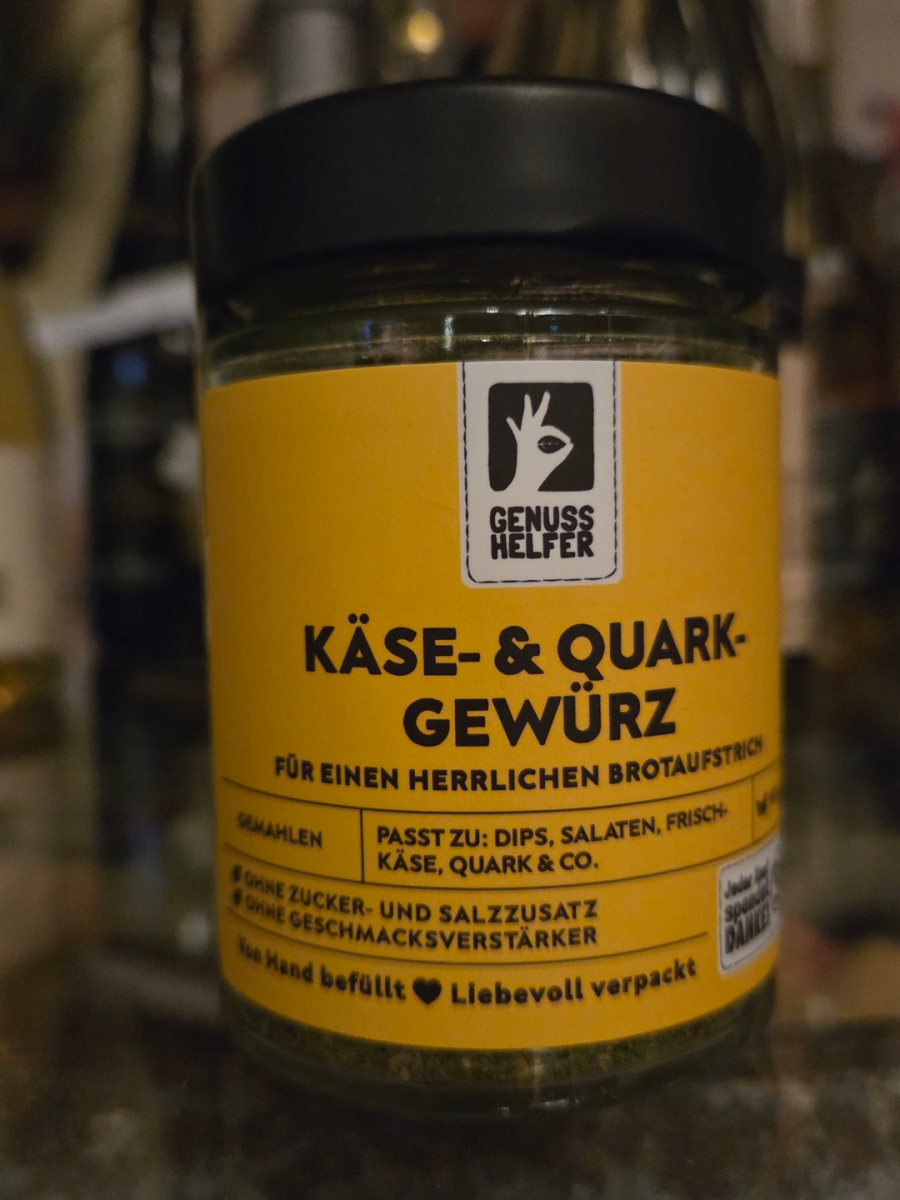 GENUSS
HELFER
KÄSE- & QUARK-
GEWÜRZ
FÜR EINEN HERRLICHEN BROTAUFSTRICH
GEMAHLEN
PASST ZU: DIPS, SALATEN, FRISCH-
KÄSE, QUARK & CO.
OHNE ZUCKER- UND SALZZUSATZ
OHNE GESCHMACKSVERSTÄRKER
Von Hand befüllt ♥ Liebevoll verpackt
Jeder
DANKE!